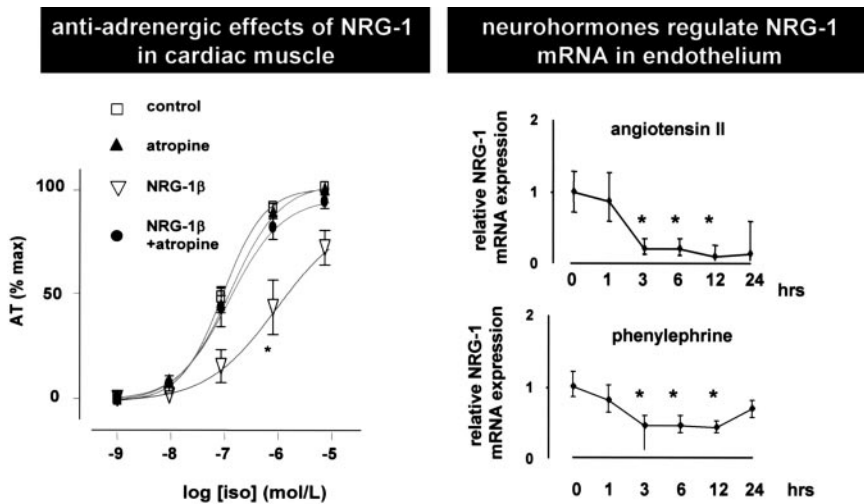 anti-adrenergic effects of NRG-1
in cardiac muscle
control
atropine
NRG-1β
NRG-1β
+atropine
100
50
0
AT (% max)
*
-9 -8 -7 -6 -5
log [iso] (mol/L)
neurohormones regulate NRG-1
mRNA in endothelium
angiotensin II
relative NRG-1
mRNA expression
2
1
0
* * *
0 1 3 6 12 24 hrs
phenylephrine
relative NRG-1
mRNA expression
2
1
0
* * *
0 1 3 6 12 24 hrs